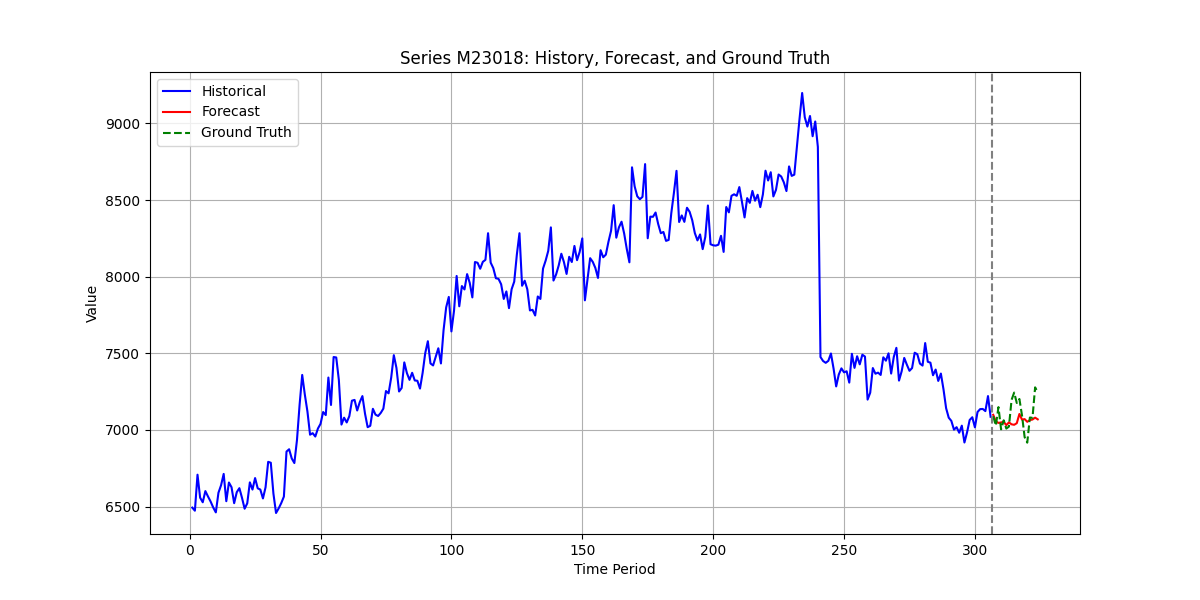 Series M23018: History, Forecast, and Ground Truth
Historical
Forecast
Ground Truth
9000
8500
8000
7500
7000
6500
Value
0 50 100 150 200 250 300
Time Period